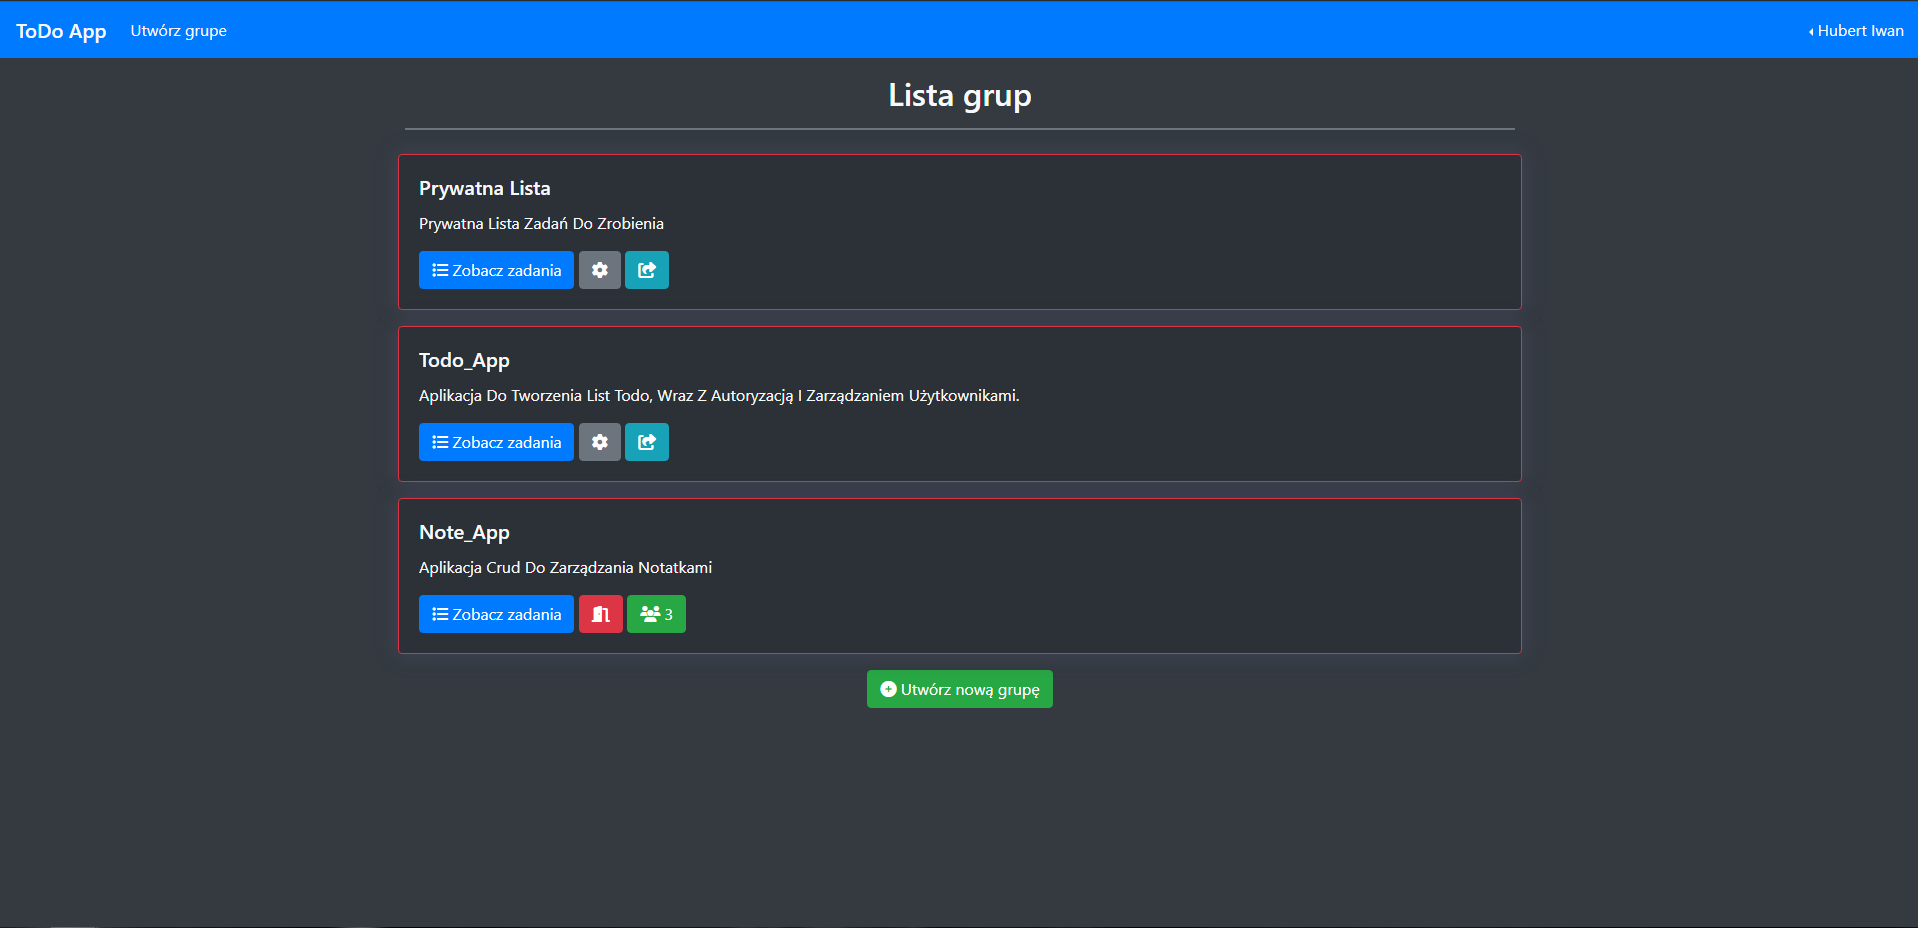 ToDo App Utwórz grupe Hubert Iwan
Lista grup
Prywatna Lista
Prywatna Lista Zadań Do Zrobienia
Zobacz zadania
Todo_App
Aplikacja Do Tworzenia List Todo, Wraz Z Autoryzacją I Zarządzaniem Użytkownikami.
Zobacz zadania
Note_App
Aplikacja Crud Do Zarządzania Notatkami
Zobacz zadania 3
Utwórz nową grupę